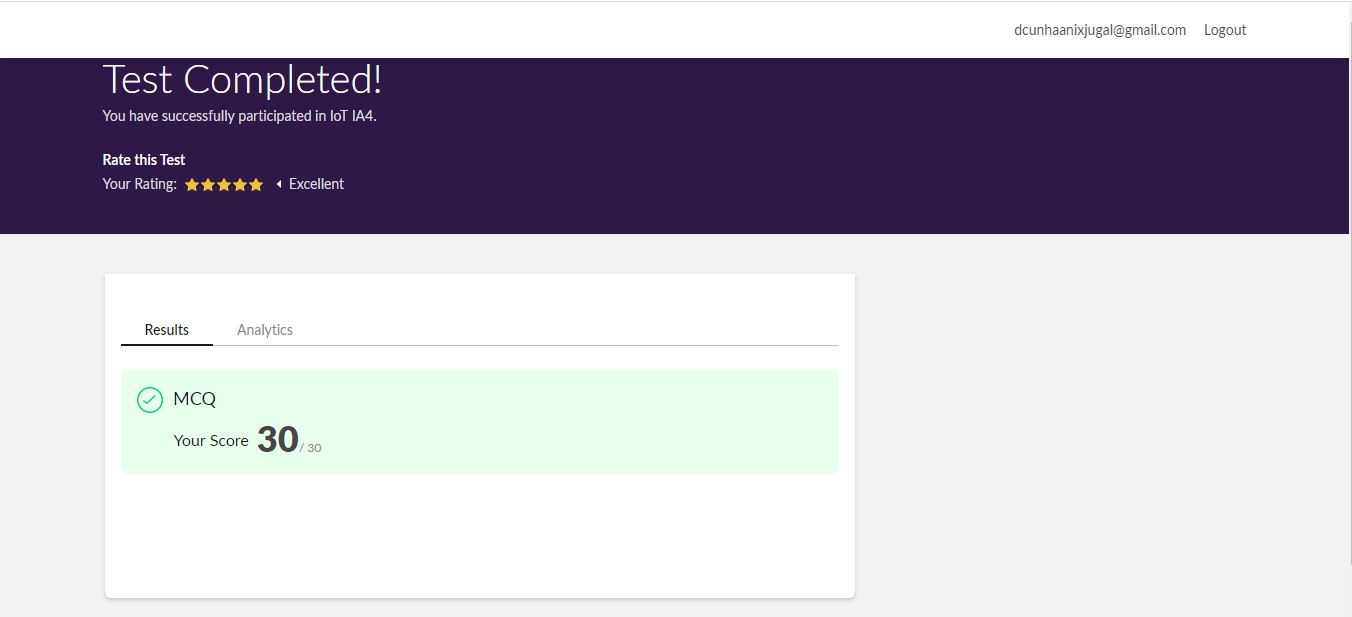 dcunhaanixjugal@gmail.com Logout
Test Completed!
You have successfully participated in IoT IA4.
Rate this Test
Your Rating: Excellent
Results Analytics
MCQ
Your Score 30 / 30